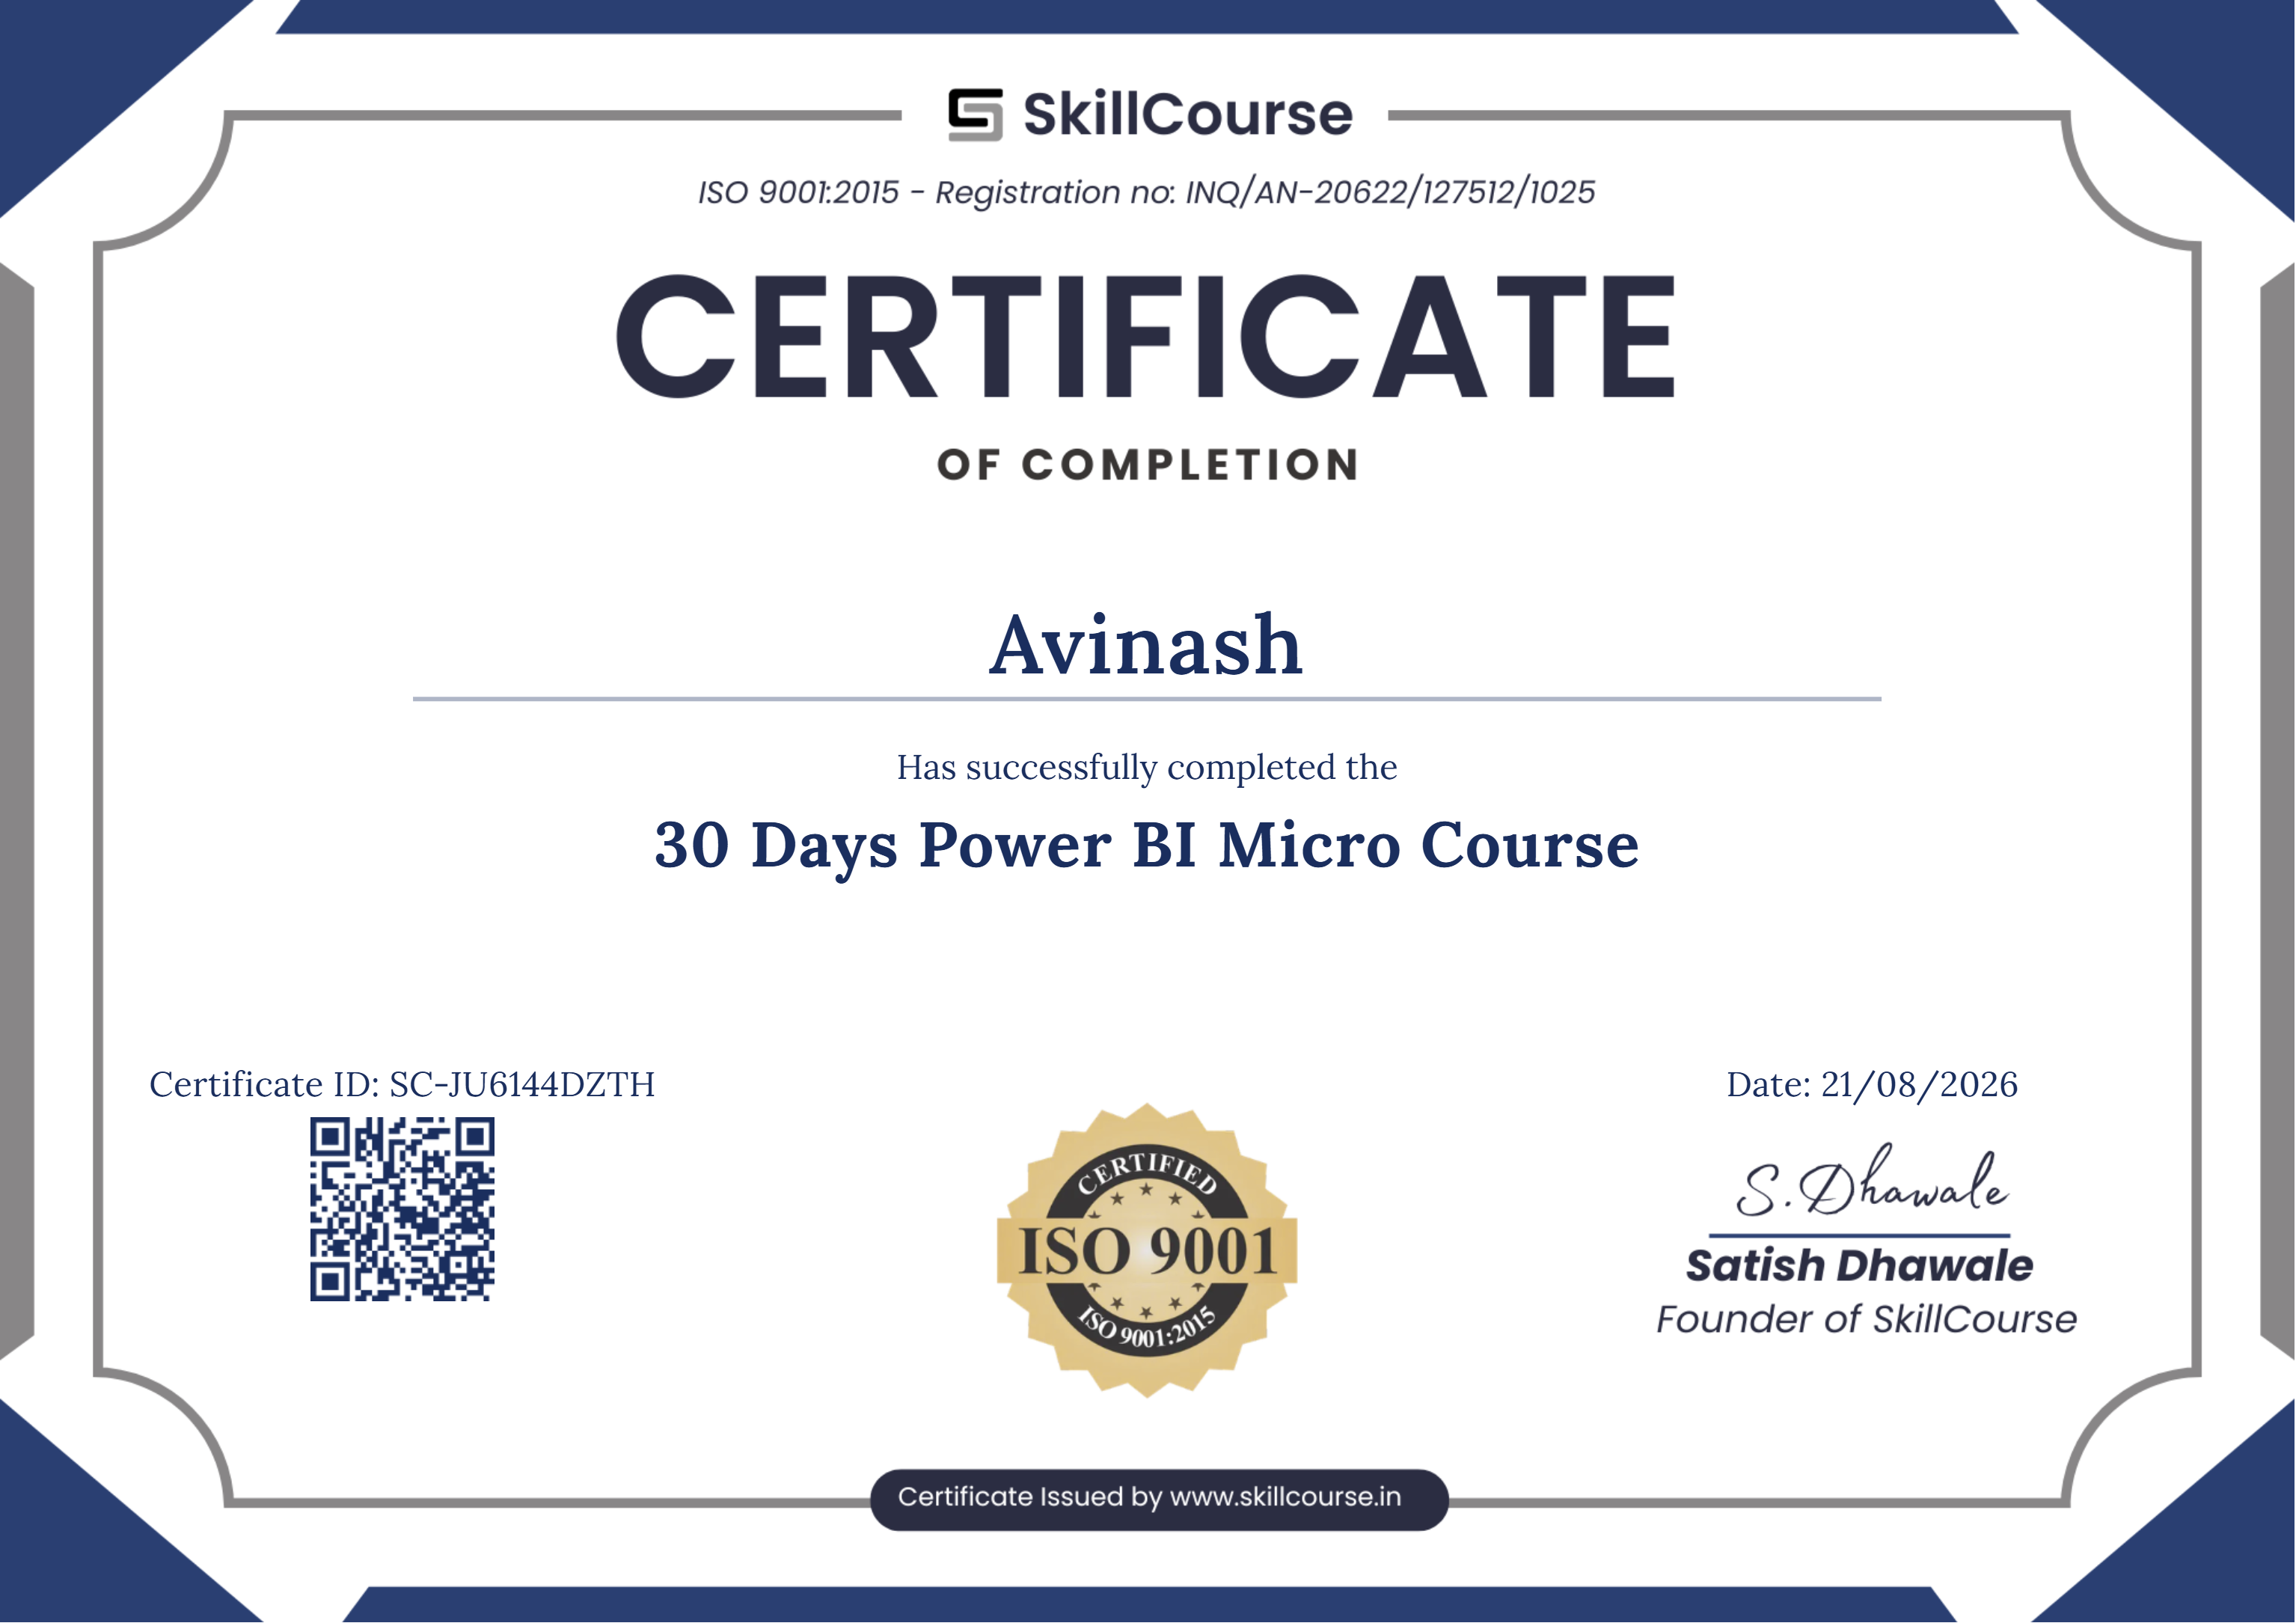 SkillCourse
ISO 9001:2015 - Registration no: INQ/AN-20622/127512/1025
CERTIFICATE
OF COMPLETION
Avinash
Has successfully completed the
30 Days Power BI Micro Course
Certificate ID: SC-JU6144DZTH
Date: 21/08/2026
CERTIFIED
ISO 9001
ISO 9001:2015
S. Dhawale
Satish Dhawale
Founder of SkillCourse
Certificate Issued by www.skillcourse.in